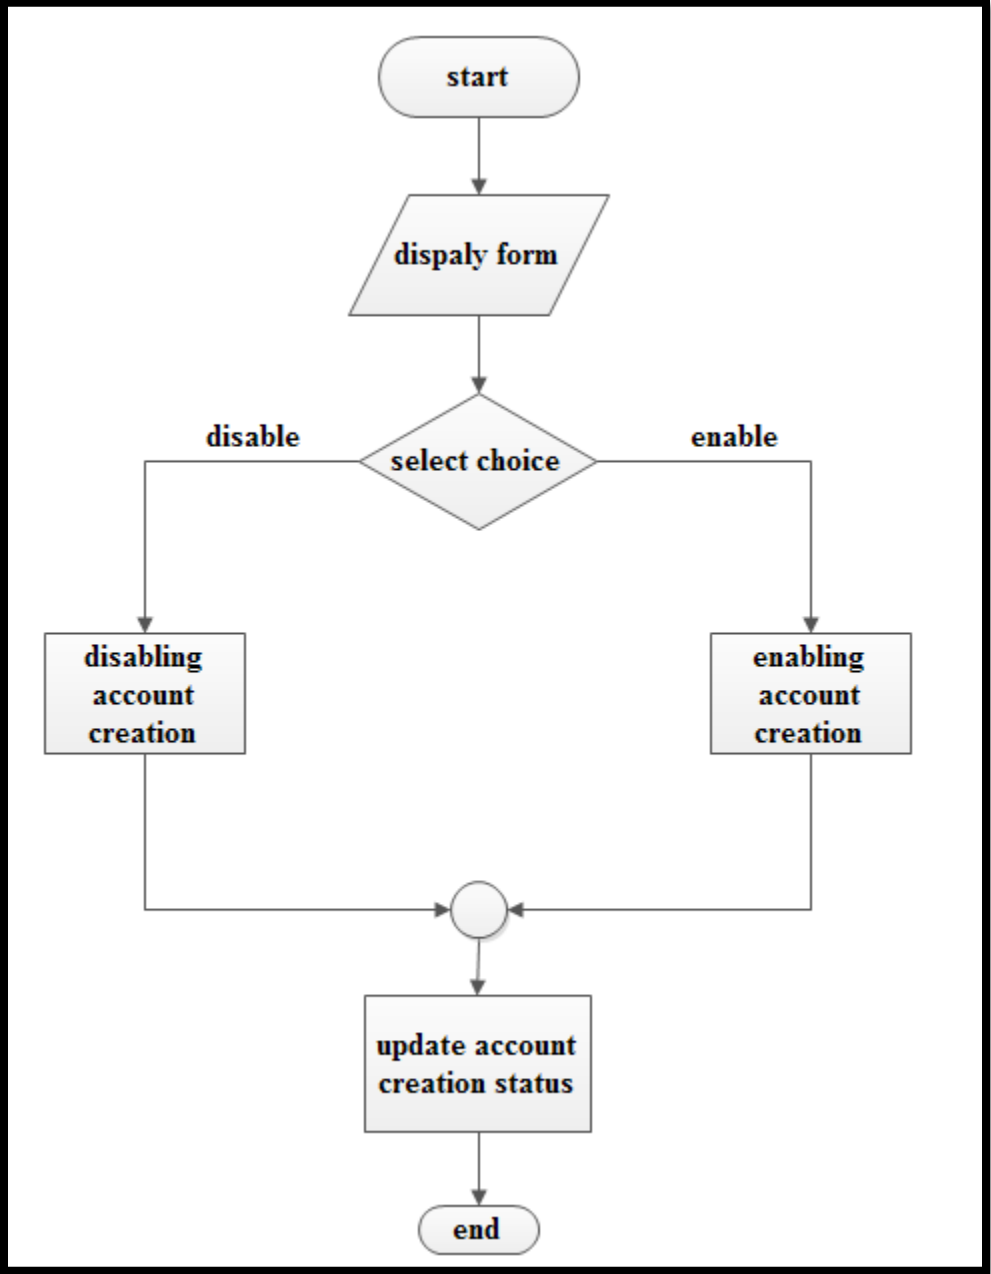 start
dispaly form
disable
enable
select choice
disabling
account
creation
enabling
account
creation
update account
creation status
end